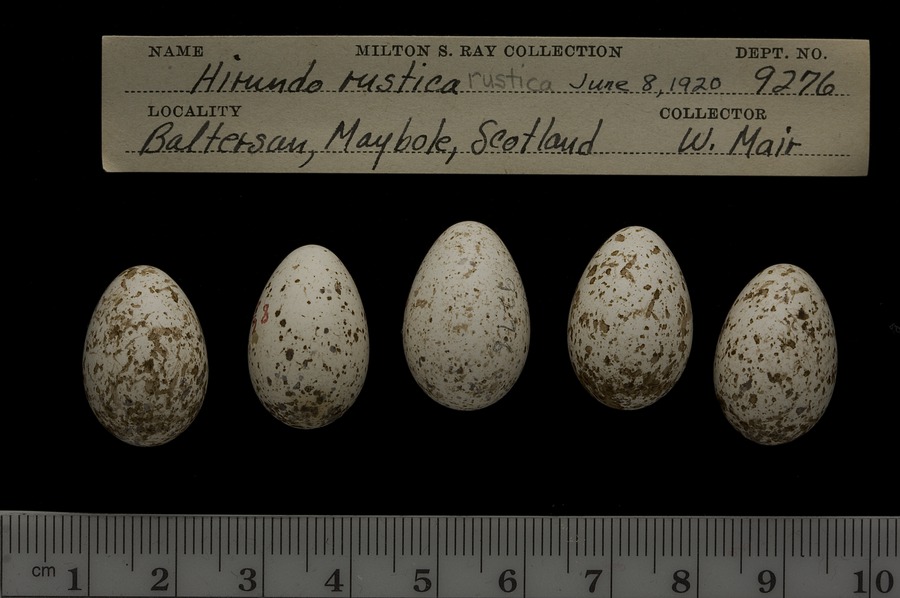 NAME MILTON S. RAY COLLECTION DEPT. NO.
Hirundo rustica rustica June 8, 1920 9276
LOCALITY COLLECTOR
Baltersan, Maybole, Scotland W. Mair
8
9276
cm 1 2 3 4 5 6 7 8 9 10